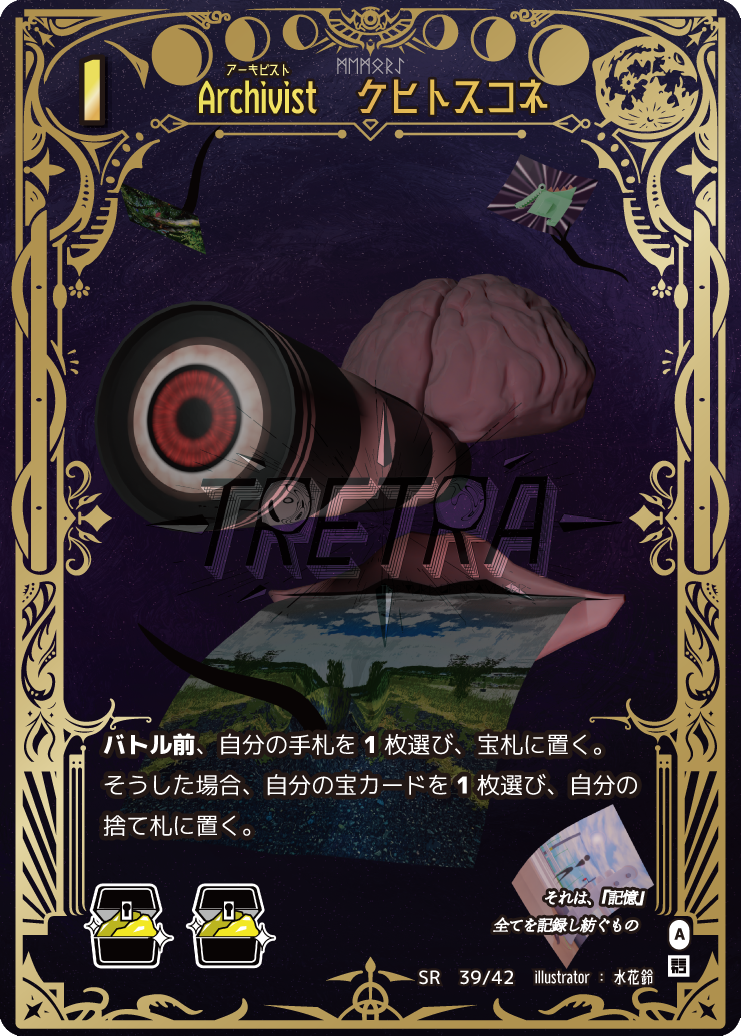 アーキビスト
ᛗᛖᛗᛟᚱᛇ
1
Archivist ケヒトスコネ
TRETRA
バトル前、自分の手札を 1 枚選び、宝札に置く。
そうした場合、自分の宝カードを 1 枚選び、自分の
捨て札に置く。
それは、『記憶』
全てを記録し紡ぐもの
A
SR 39/42 illustrator : 水花鈴